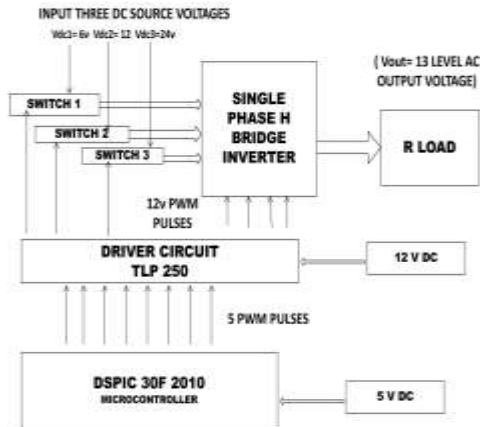 INPUT THREE DC SOURCE VOLTAGES
Vdc1= 6v Vdc2= 12 Vdc3=24v
( Vout= 13 LEVEL AC
OUTPUT VOLTAGE)
SWITCH 1
SWITCH 2
SWITCH 3
SINGLE
PHASE H
BRIDGE
INVERTER
R LOAD
12v PWM
PULSES
DRIVER CIRCUIT
TLP 250
12 V DC
5 PWM PULSES
DSPIC 30F 2010
MICROCONTROLLER
5 V DC